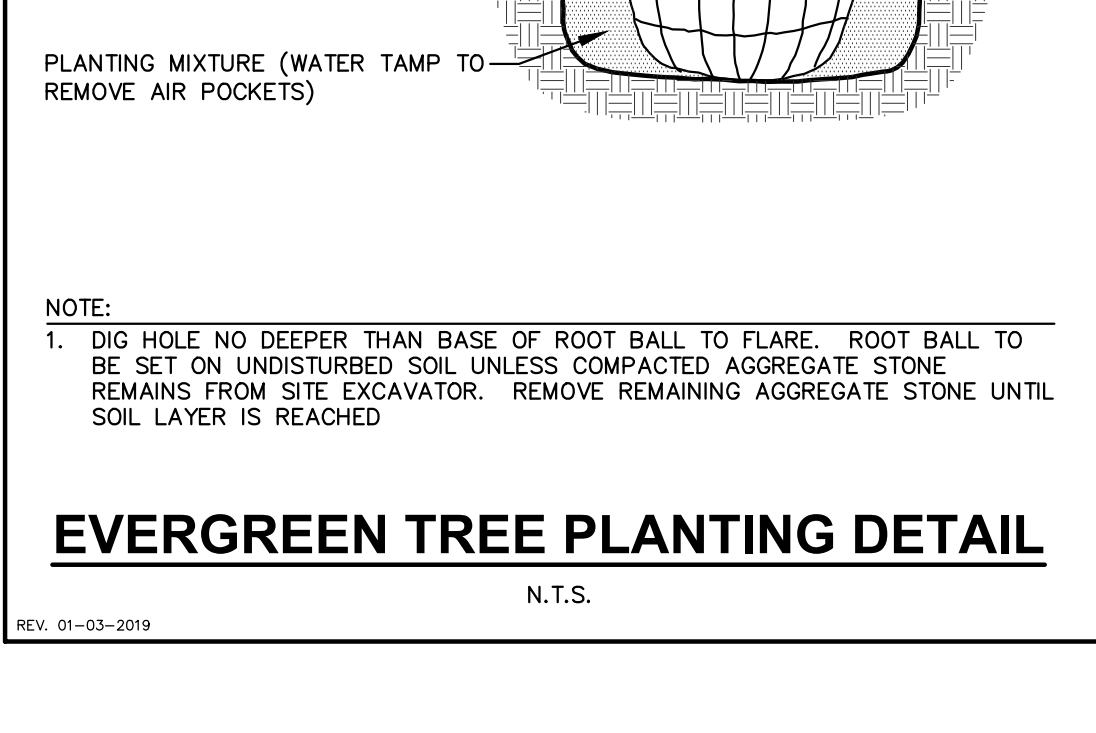 PLANTING MIXTURE (WATER TAMP TO
REMOVE AIR POCKETS)
NOTE:
1. DIG HOLE NO DEEPER THAN BASE OF ROOT BALL TO FLARE. ROOT BALL TO
BE SET ON UNDISTURBED SOIL UNLESS COMPACTED AGGREGATE STONE
REMAINS FROM SITE EXCAVATOR. REMOVE REMAINING AGGREGATE STONE UNTIL
SOIL LAYER IS REACHED
EVERGREEN TREE PLANTING DETAIL
N.T.S.
REV. 01-03-2019